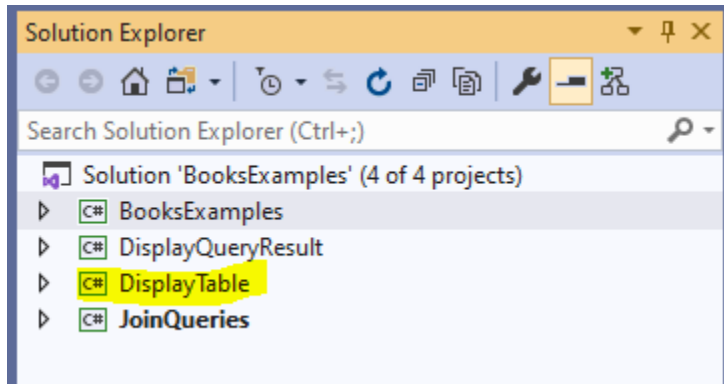 Solution Explorer
Search Solution Explorer (Ctrl+;)
Solution 'BooksExamples' (4 of 4 projects)
C# BooksExamples
C# DisplayQueryResult
C# DisplayTable
C# JoinQueries